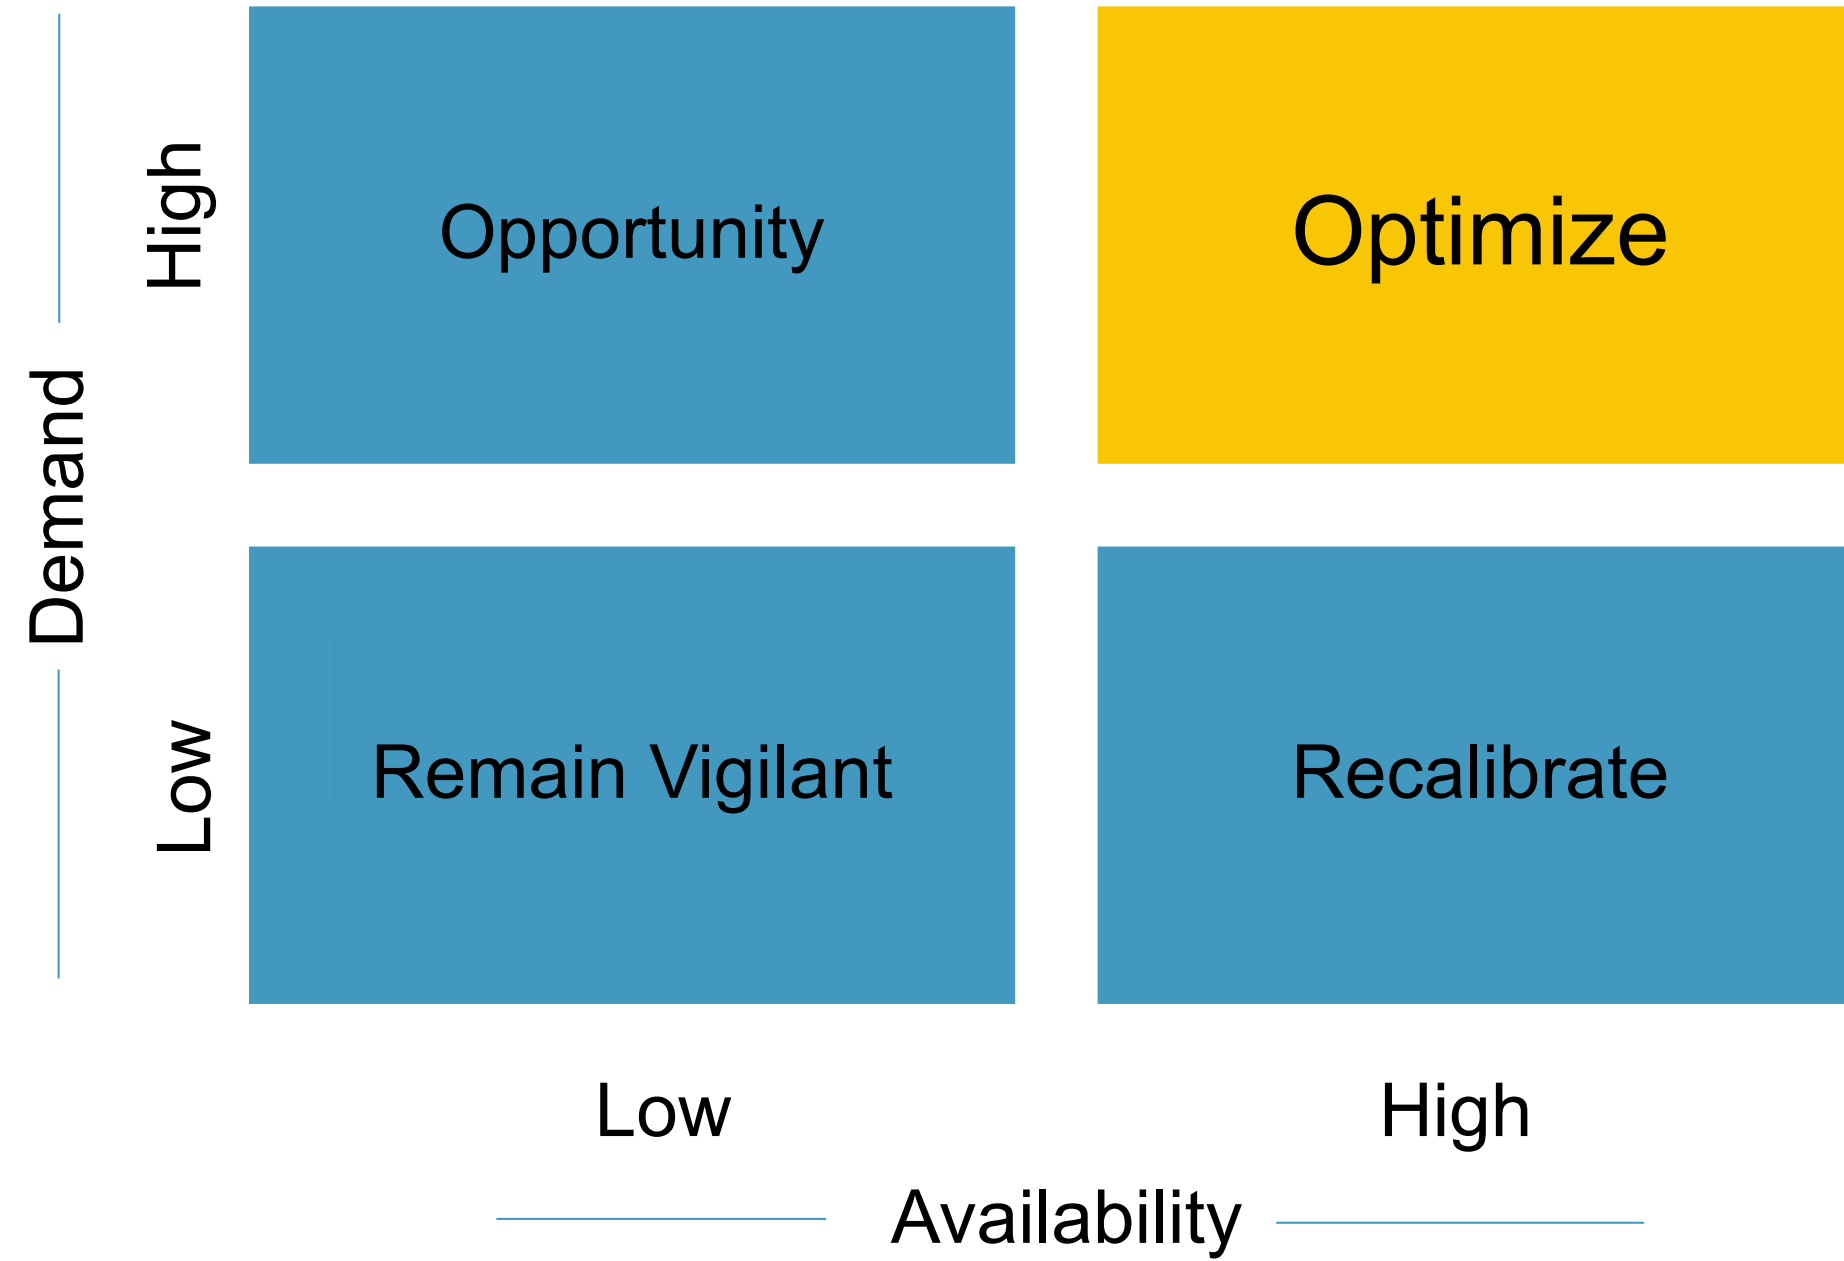 High
Opportunity
Optimize
Demand
Low
Remain Vigilant
Recalibrate
Low
High
Availability